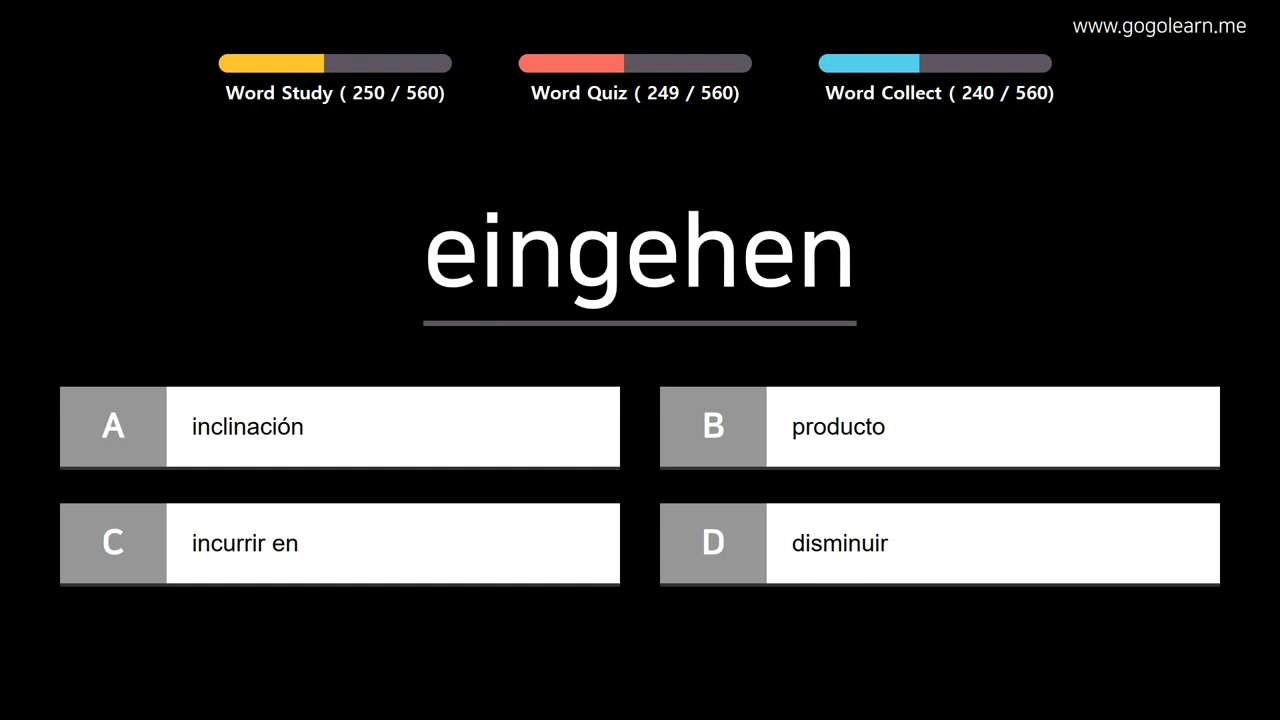 www.gogolearn.me
Word Study ( 250 / 560)
Word Quiz ( 249 / 560)
Word Collect ( 240 / 560)
eingehen
A inclinación
B producto
C incurrir en
D disminuir